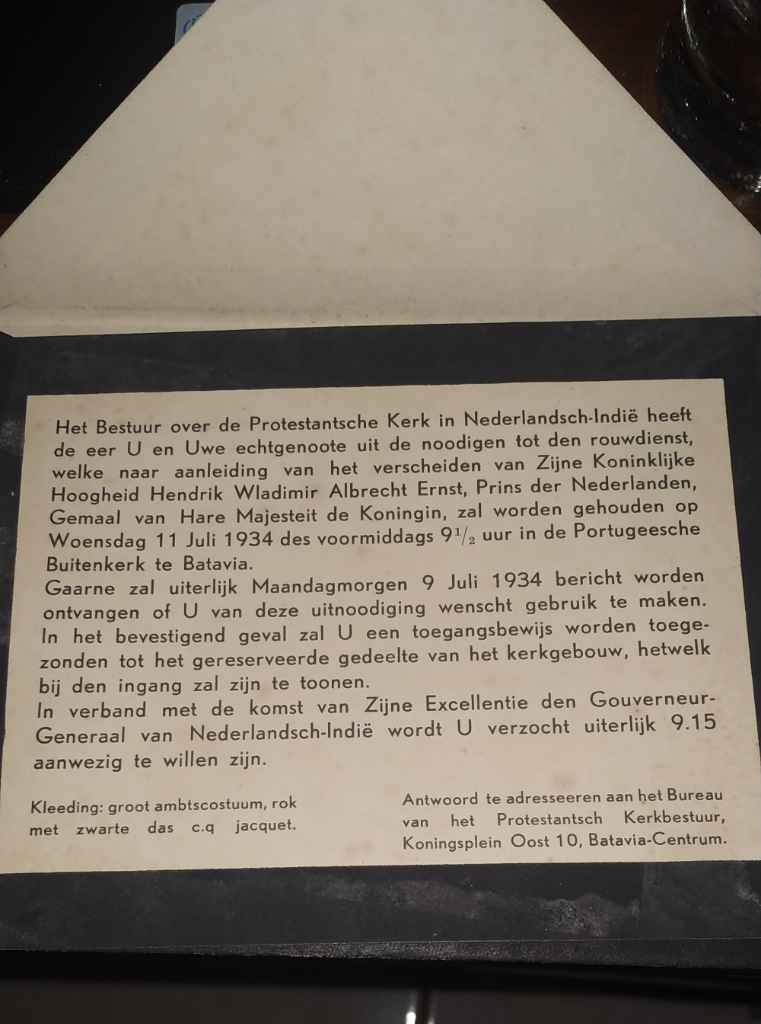 Het Bestuur over de Protestantsche Kerk in Nederlandsch-Indië heeft
de eer U en Uwe echtgenoote uit de noodigen tot den rouwdienst,
welke naar aanleiding van het verscheiden van Zijne Koninklijke
Hoogheid Hendrik Wladimir Albrecht Ernst, Prins der Nederlanden,
Gemaal van Hare Majesteit de Koningin, zal worden gehouden op
Woensdag 11 Juli 1934 des voormiddags 9 1/2 uur in de Portugeesche
Buitenkerk te Batavia.
Gaarne zal uiterlijk Maandagmorgen 9 Juli 1934 bericht worden
ontvangen of U van deze uitnoodiging wenscht gebruik te maken.
In het bevestigend geval zal U een toegangsbewijs worden toege-
zonden tot het gereserveerde gedeelte van het kerkgebouw, hetwelk
bij den ingang zal zijn te toonen.
In verband met de komst van Zijne Excellentie den Gouverneur-
Generaal van Nederlandsch-Indië wordt U verzocht uiterlijk 9.15
aanwezig te willen zijn.
Kleeding: groot ambtscostuum, rok
met zwarte das c.q jacquet.
Antwoord te adresseeren aan het Bureau
van het Protestantsch Kerkbestuur,
Koningsplein Oost 10, Batavia-Centrum.